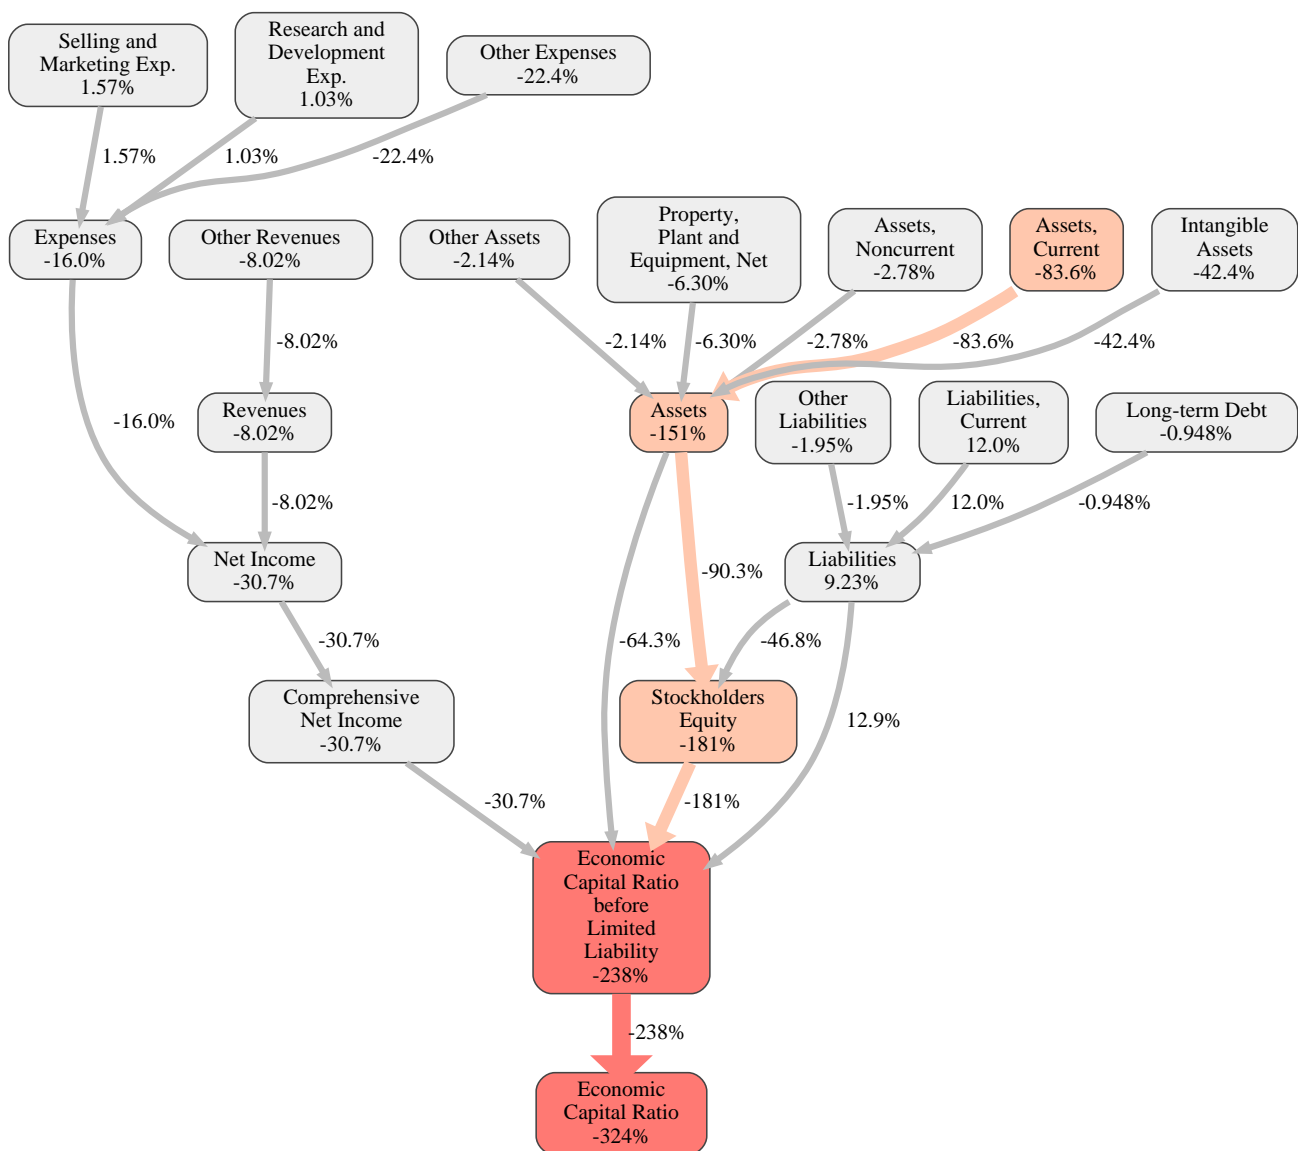 Selling and
Marketing Exp.
1.57%
Research and
Development
Exp.
1.03%
Other Expenses
-22.4%
1.57%
1.03%
-22.4%
Expenses
-16.0%
Other Revenues
-8.02%
Other Assets
-2.14%
Property,
Plant and
Equipment, Net
-6.30%
Assets,
Noncurrent
-2.78%
Assets,
Current
-83.6%
Intangible
Assets
-42.4%
-8.02%
-2.14%
-6.30%
-2.78%
-83.6%
-42.4%
-16.0%
Revenues
-8.02%
Assets
-151%
Other
Liabilities
-1.95%
Liabilities,
Current
12.0%
Long-term Debt
-0.948%
-8.02%
-1.95%
12.0%
-0.948%
Net Income
-30.7%
-90.3%
Liabilities
9.23%
-30.7%
-64.3%
-46.8%
Comprehensive
Net Income
-30.7%
Stockholders
Equity
-181%
12.9%
-30.7%
-181%
Economic
Capital Ratio
before
Limited
Liability
-238%
-238%
Economic
Capital Ratio
-324%